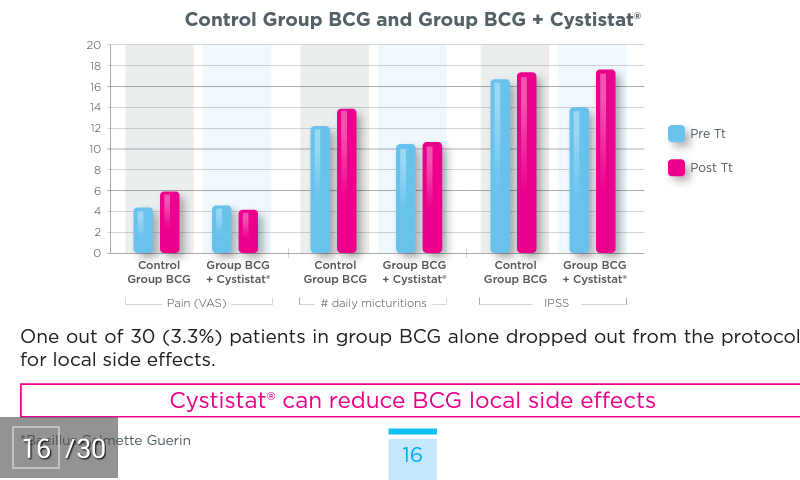 Control Group BCG and Group BCG + Cystistat®
20
18
16
14
12
10
8
6
4
2
0
Pre Tt
Post Tt
Control Group BCG
Group BCG + Cystistat®
Control Group BCG
Group BCG + Cystistat®
Control Group BCG
Group BCG + Cystistat®
Pain (VAS)
# daily micturitions
IPSS
One out of 30 (3.3%) patients in group BCG alone dropped out from the protocol
for local side effects.
Cystistat® can reduce BCG local side effects
*Bacillus Calmette Guerin
16 /30
16